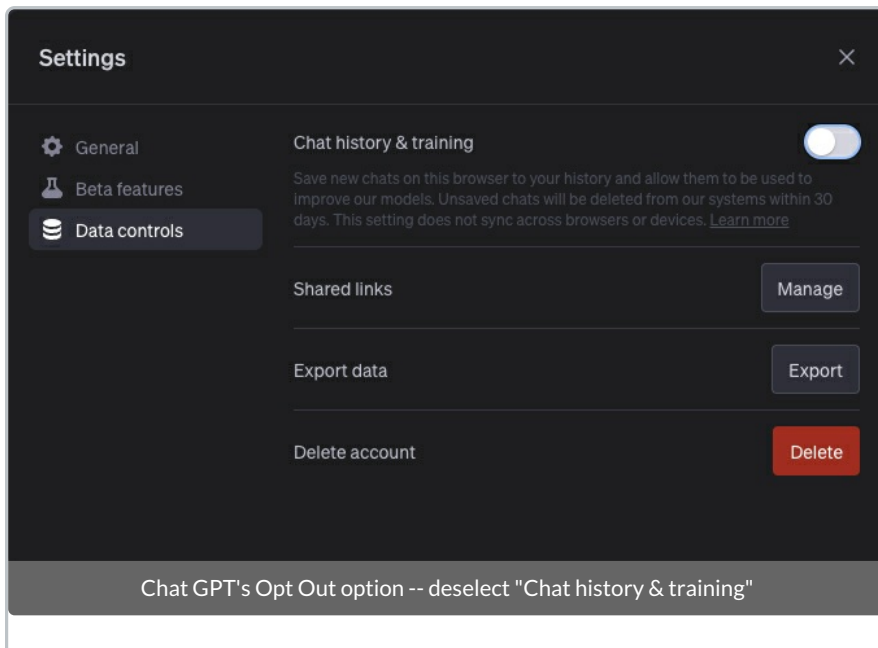 Settings
General
Beta features
Data controls
Chat history & training
Save new chats on this browser to your history and allow them to be used to
improve our models. Unsaved chats will be deleted from our systems within 30
days. This setting does not sync across browsers or devices. Learn more
Shared links
Manage
Export data
Export
Delete account
Delete
Chat GPT's Opt Out option -- deselect "Chat history & training"